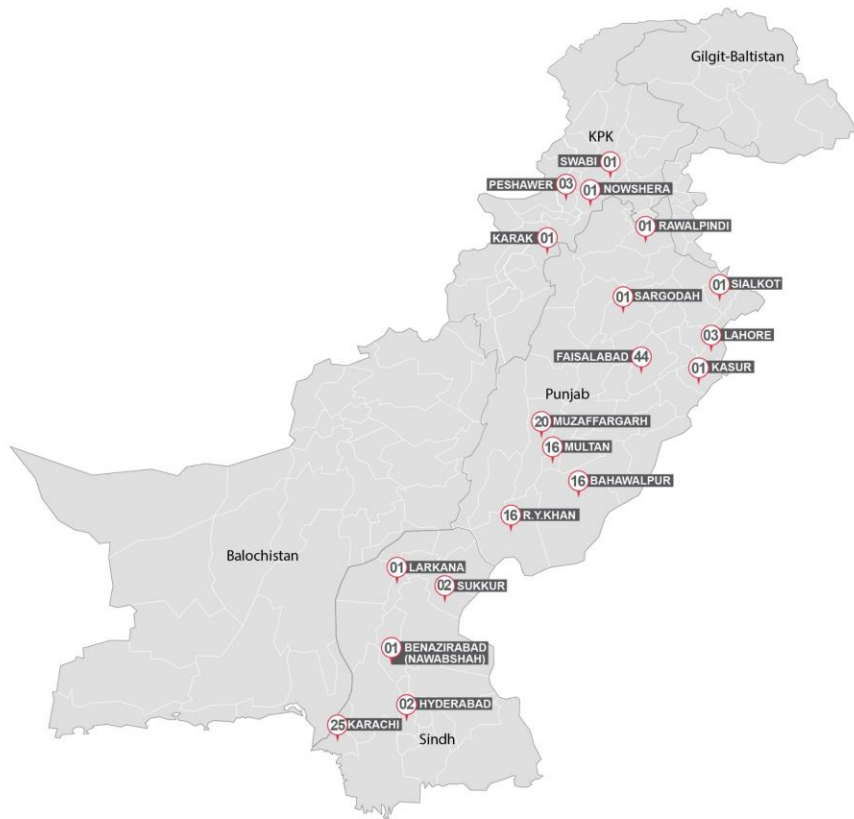 Gilgit-Baltistan
KPK
SWABI 01
PESHAWER 03
01 NOWSHERA
01 RAWALPINDI
KARAK 01
01 SIALKOT
01 SARGODAH
03 LAHORE
FAISALABAD 44
01 KASUR
Punjab
20 MUZAFFARGARH
16 MULTAN
16 BAHAWALPUR
16 R.Y.KHAN
Balochistan
01 LARKANA
02 SUKKUR
01 BENAZIRABAD
(NAWABSHAH)
02 HYDERABAD
25 KARACHI
Sindh